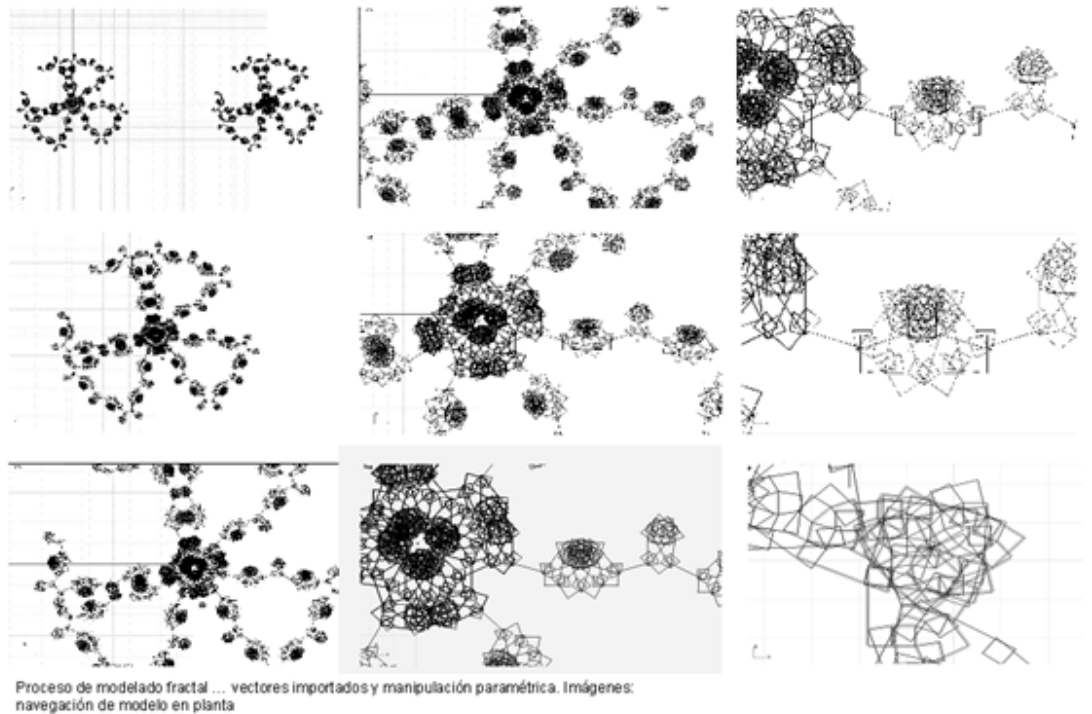 Proceso de modelado fractal ... vectores importados y manipulación paramétrica. Imágenes:
navegación de modelo en planta